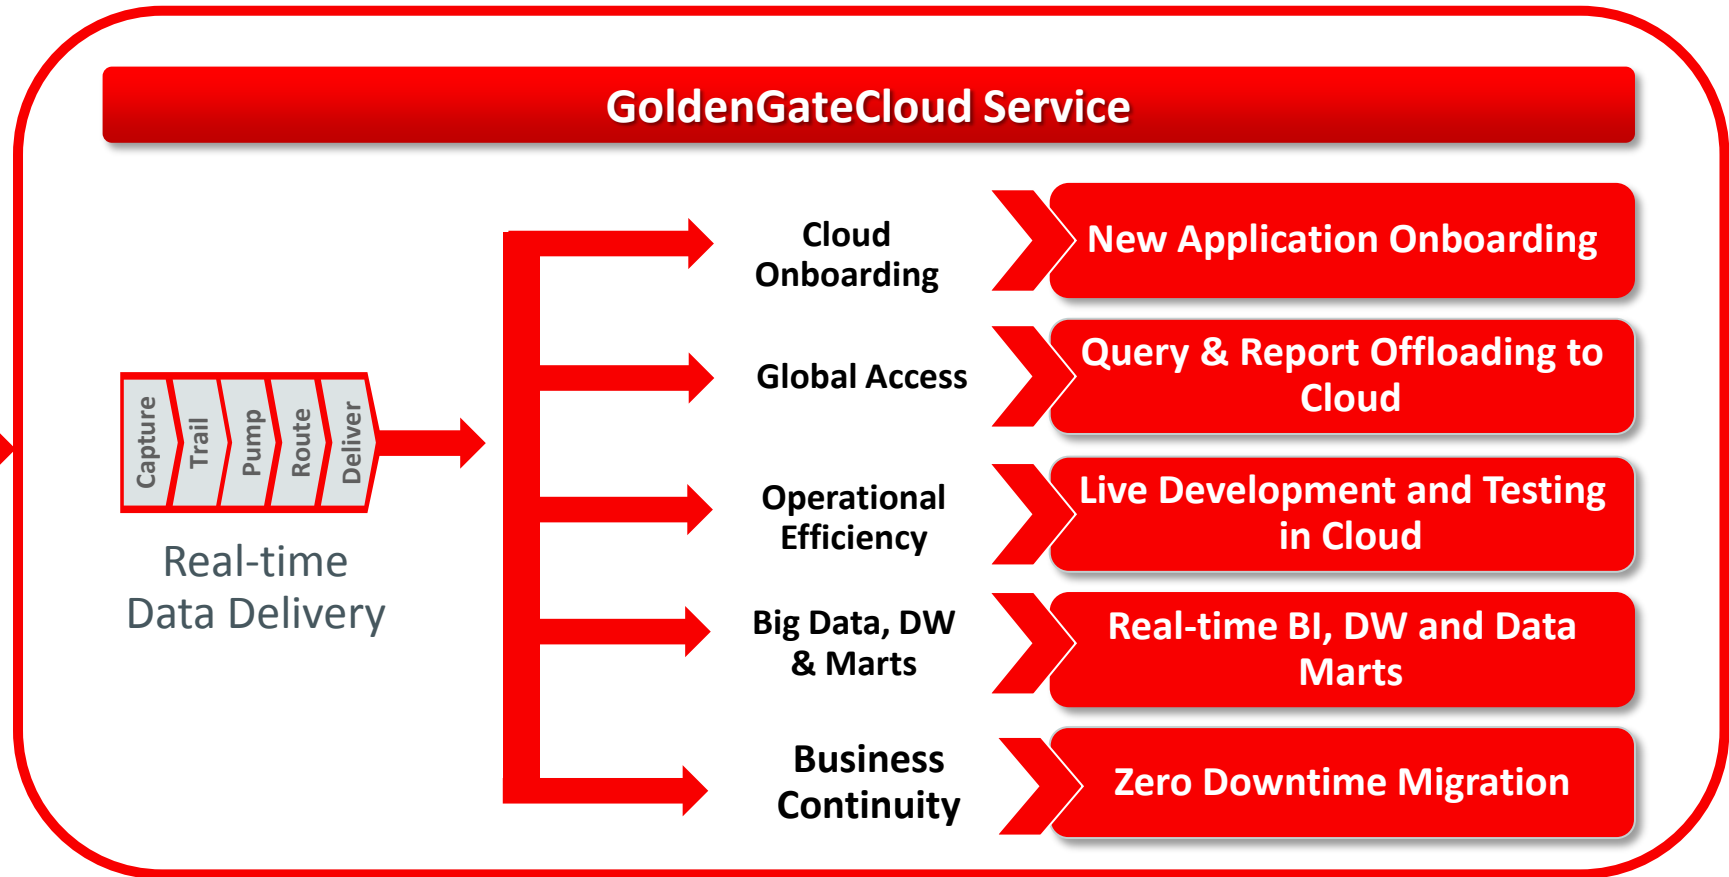 GoldenGateCloud Service
Capture
Trail
Pump
Route
Deliver
Real-time
Data Delivery
Cloud
Onboarding
New Application Onboarding
Global Access
Query & Report Offloading to
Cloud
Operational
Efficiency
Live Development and Testing
in Cloud
Big Data, DW
& Marts
Real-time BI, DW and Data
Marts
Business
Continuity
Zero Downtime Migration